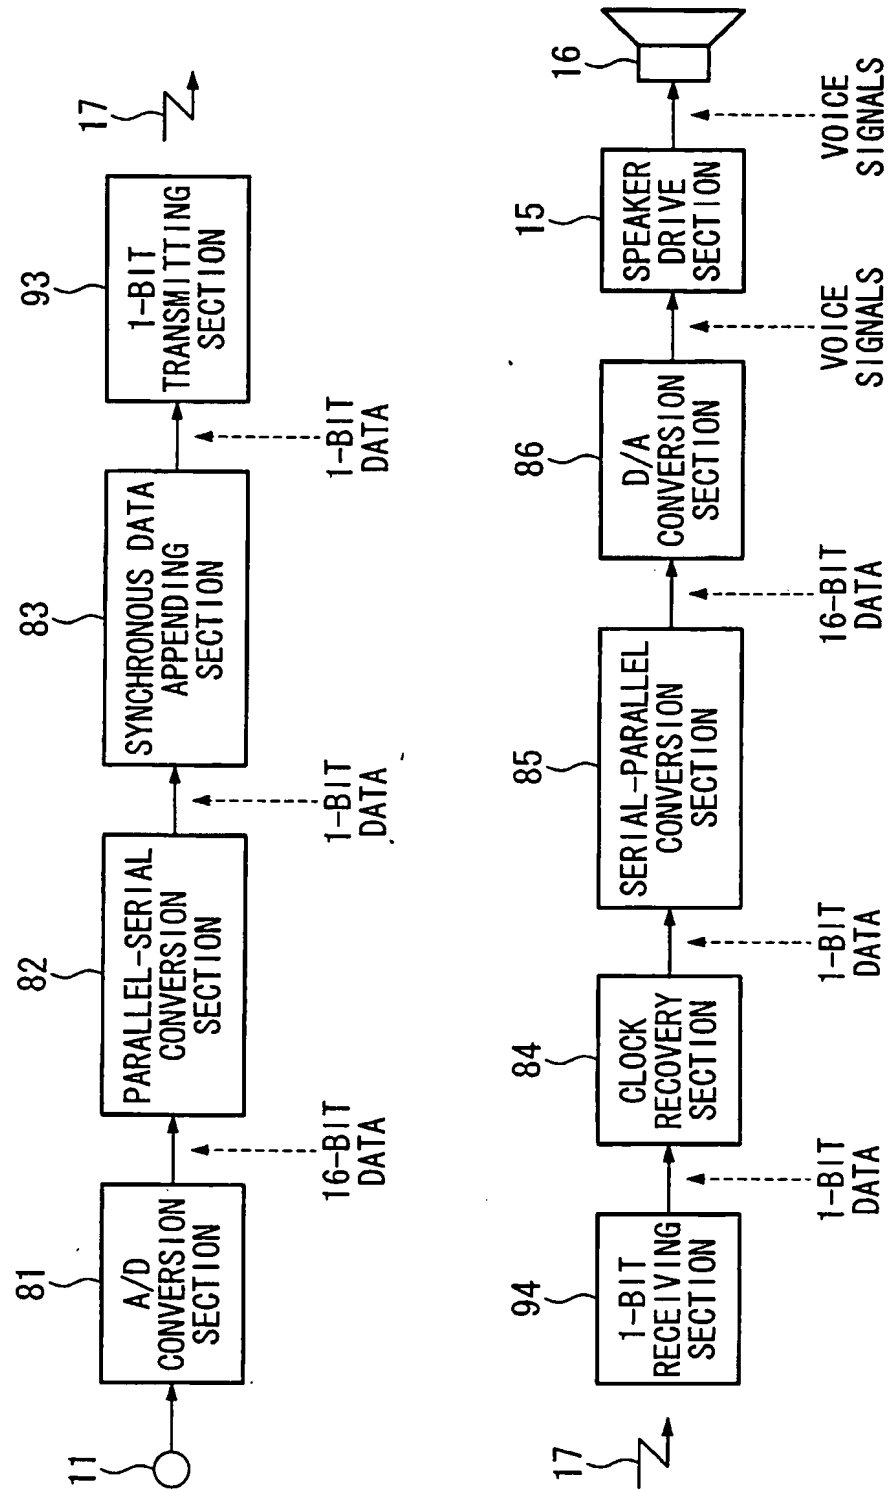 11
81
A/D
CONVERSION
SECTION
16-BIT
DATA
82
PARALLEL-SERIAL
CONVERSION
SECTION
1-BIT
DATA
83
SYNCHRONOUS DATA
APPENDING
SECTION
1-BIT
DATA
93
1-BIT
TRANSMITTING
SECTION
17
17
94
1-BIT
RECEIVING
SECTION
1-BIT
DATA
84
CLOCK
RECOVERY
SECTION
1-BIT
DATA
85
SERIAL-PARALLEL
CONVERSION
SECTION
16-BIT
DATA
86
D/A
CONVERSION
SECTION
VOICE
SIGNALS
15
SPEAKER
DRIVE
SECTION
VOICE
SIGNALS
16